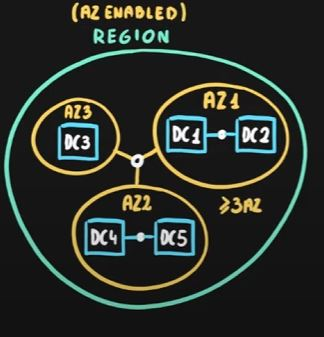 (AZ ENABLED)
REGION
AZ3
AZ1
DC3
DC1
DC2
AZ2
≥3AZ
DC4
DC5